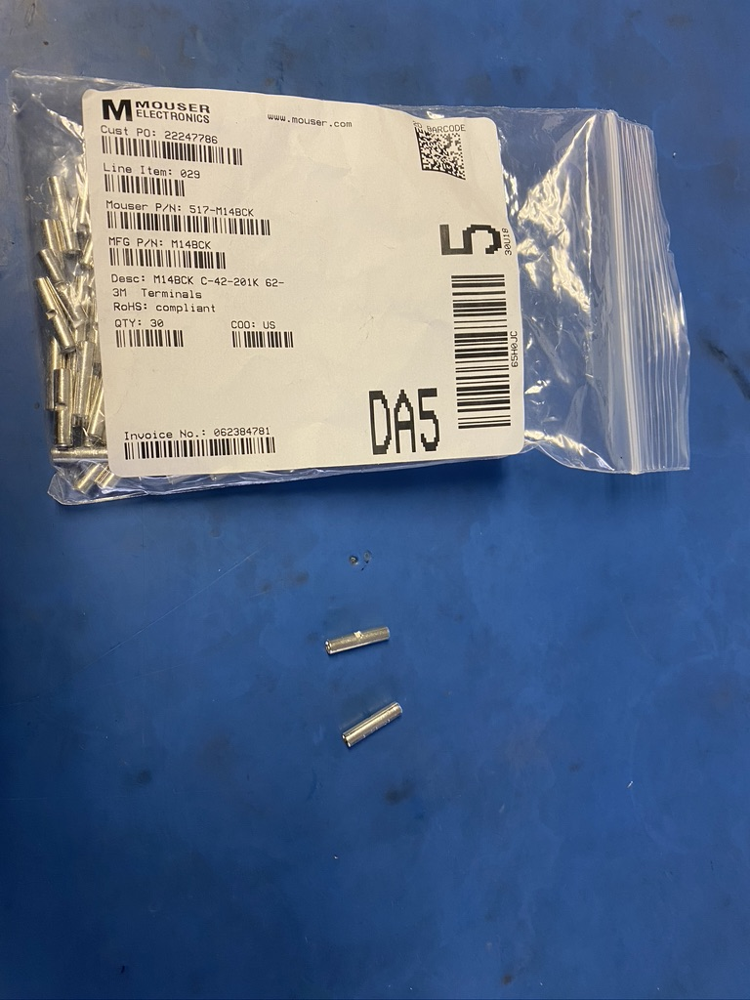 M MOUSER
ELECTRONICS
www.mouser.com
2D BARCODE
Cust PO: 22247786
Line Item: 029
Mouser P/N: 517-M14BCK
MFG P/N: M14BCK
Desc: M14BCK C-42-201K 62-
3M Terminals
RoHS: compliant
QTY: 30
COO: US
Invoice No.: 062384781
DA5
5
30U1B
65H0JC